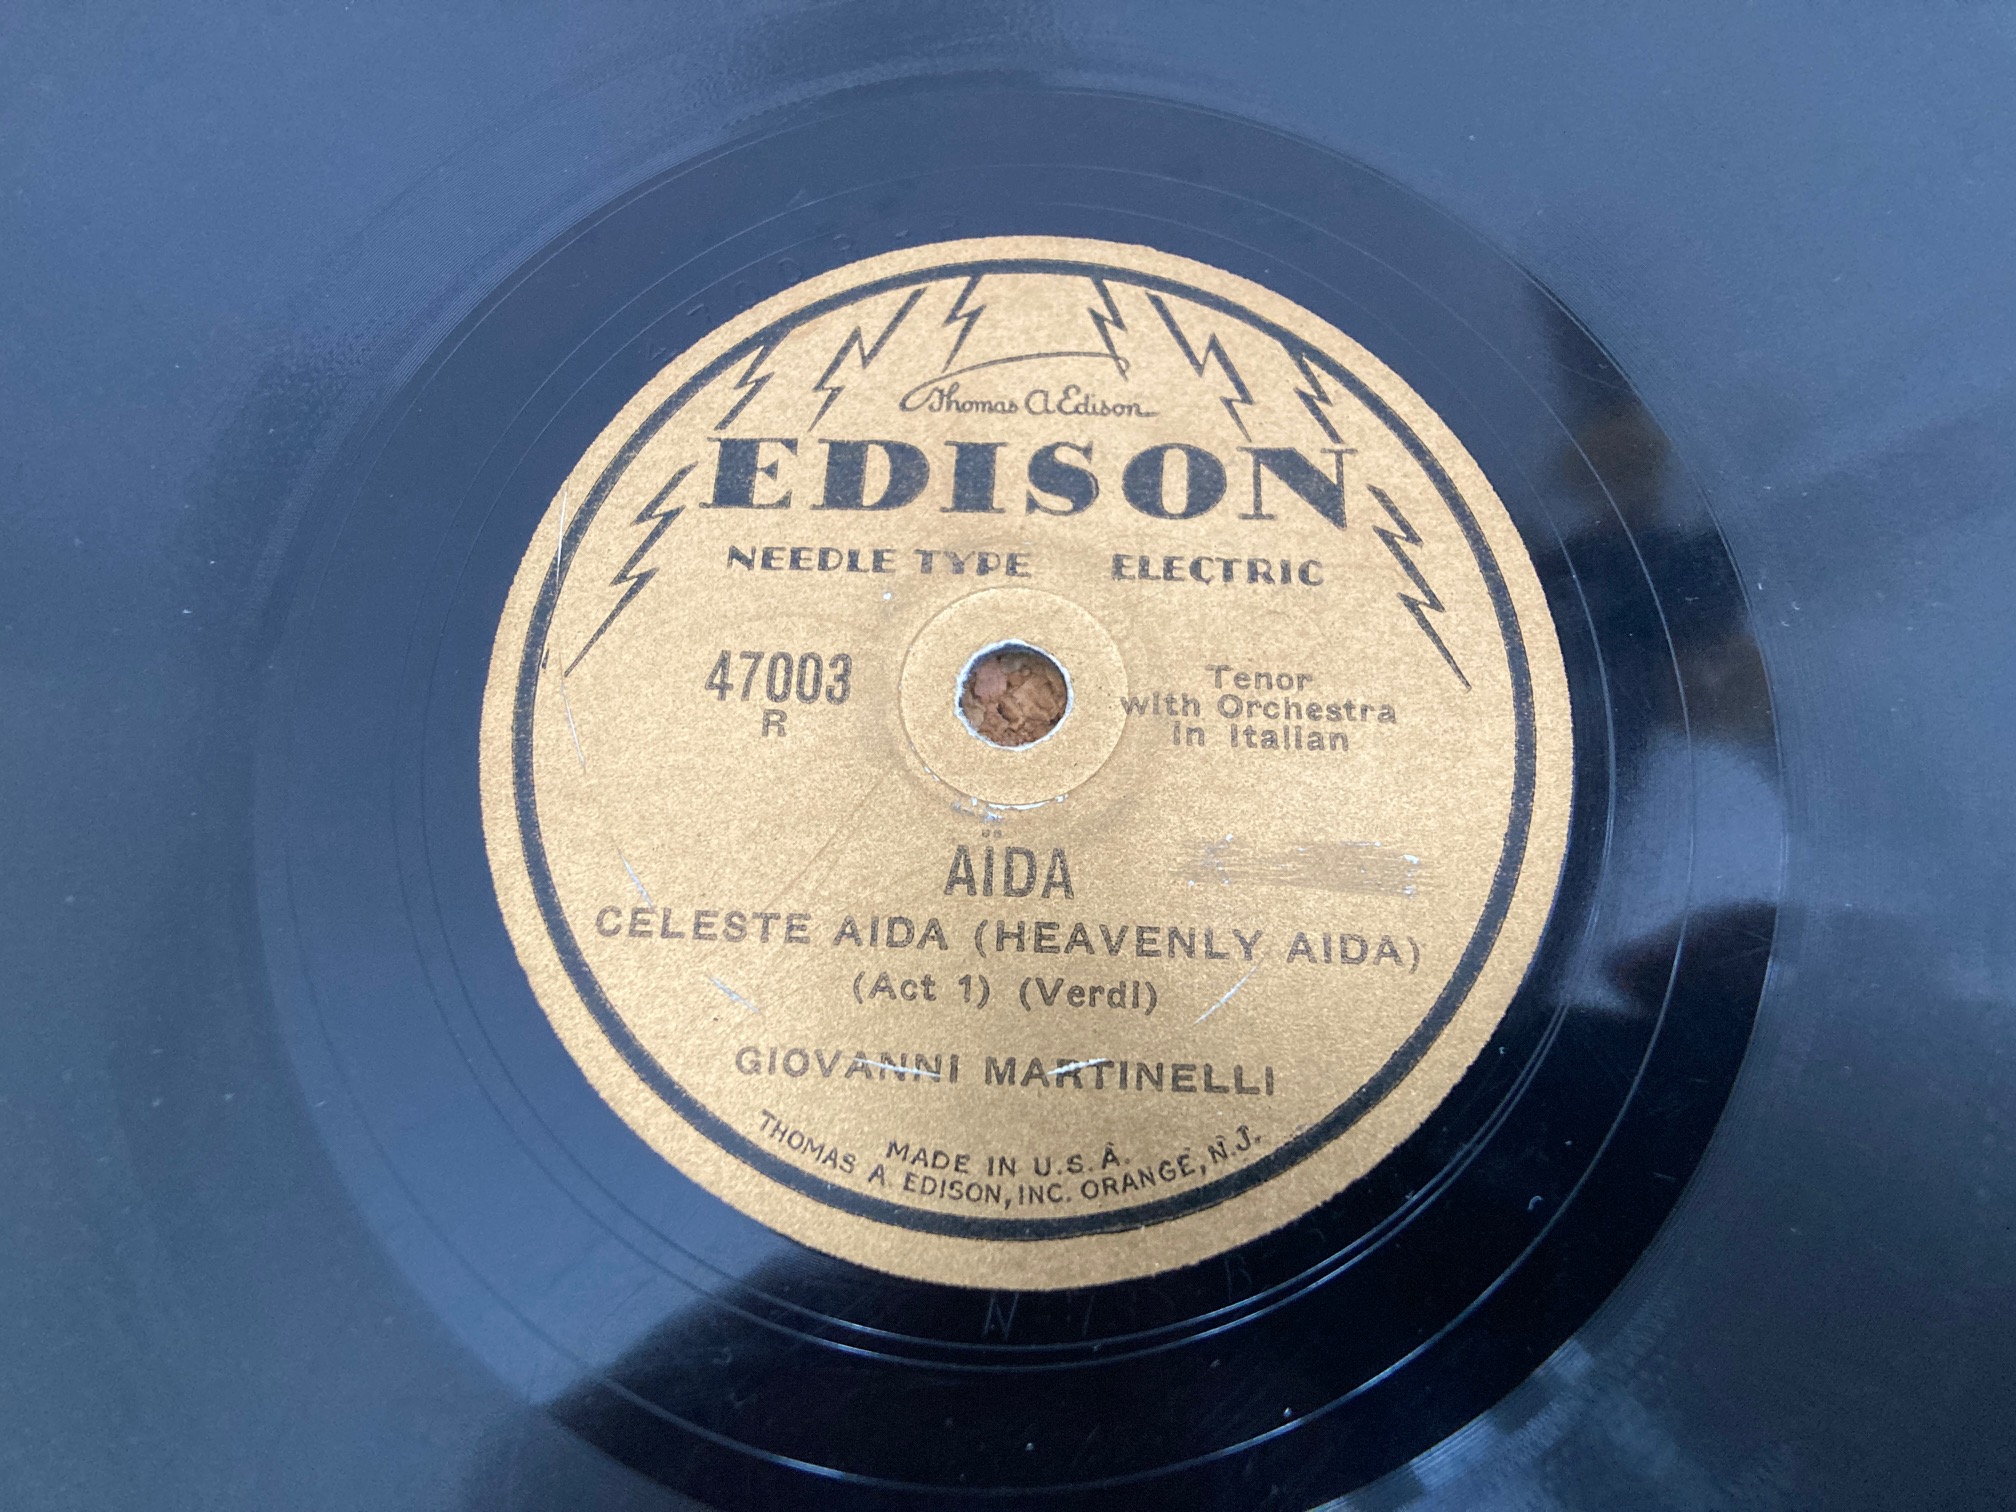 Thomas A Edison
EDISON
NEEDLE TYPE ELECTRIC
47003
R
Tenor
with Orchestra
in Italian
AÏDA
CELESTE AIDA (HEAVENLY AIDA)
(Act 1) (Verdi)
GIOVANNI MARTINELLI
MADE IN U.S.A.
THOMAS A. EDISON, INC. ORANGE, N.J.